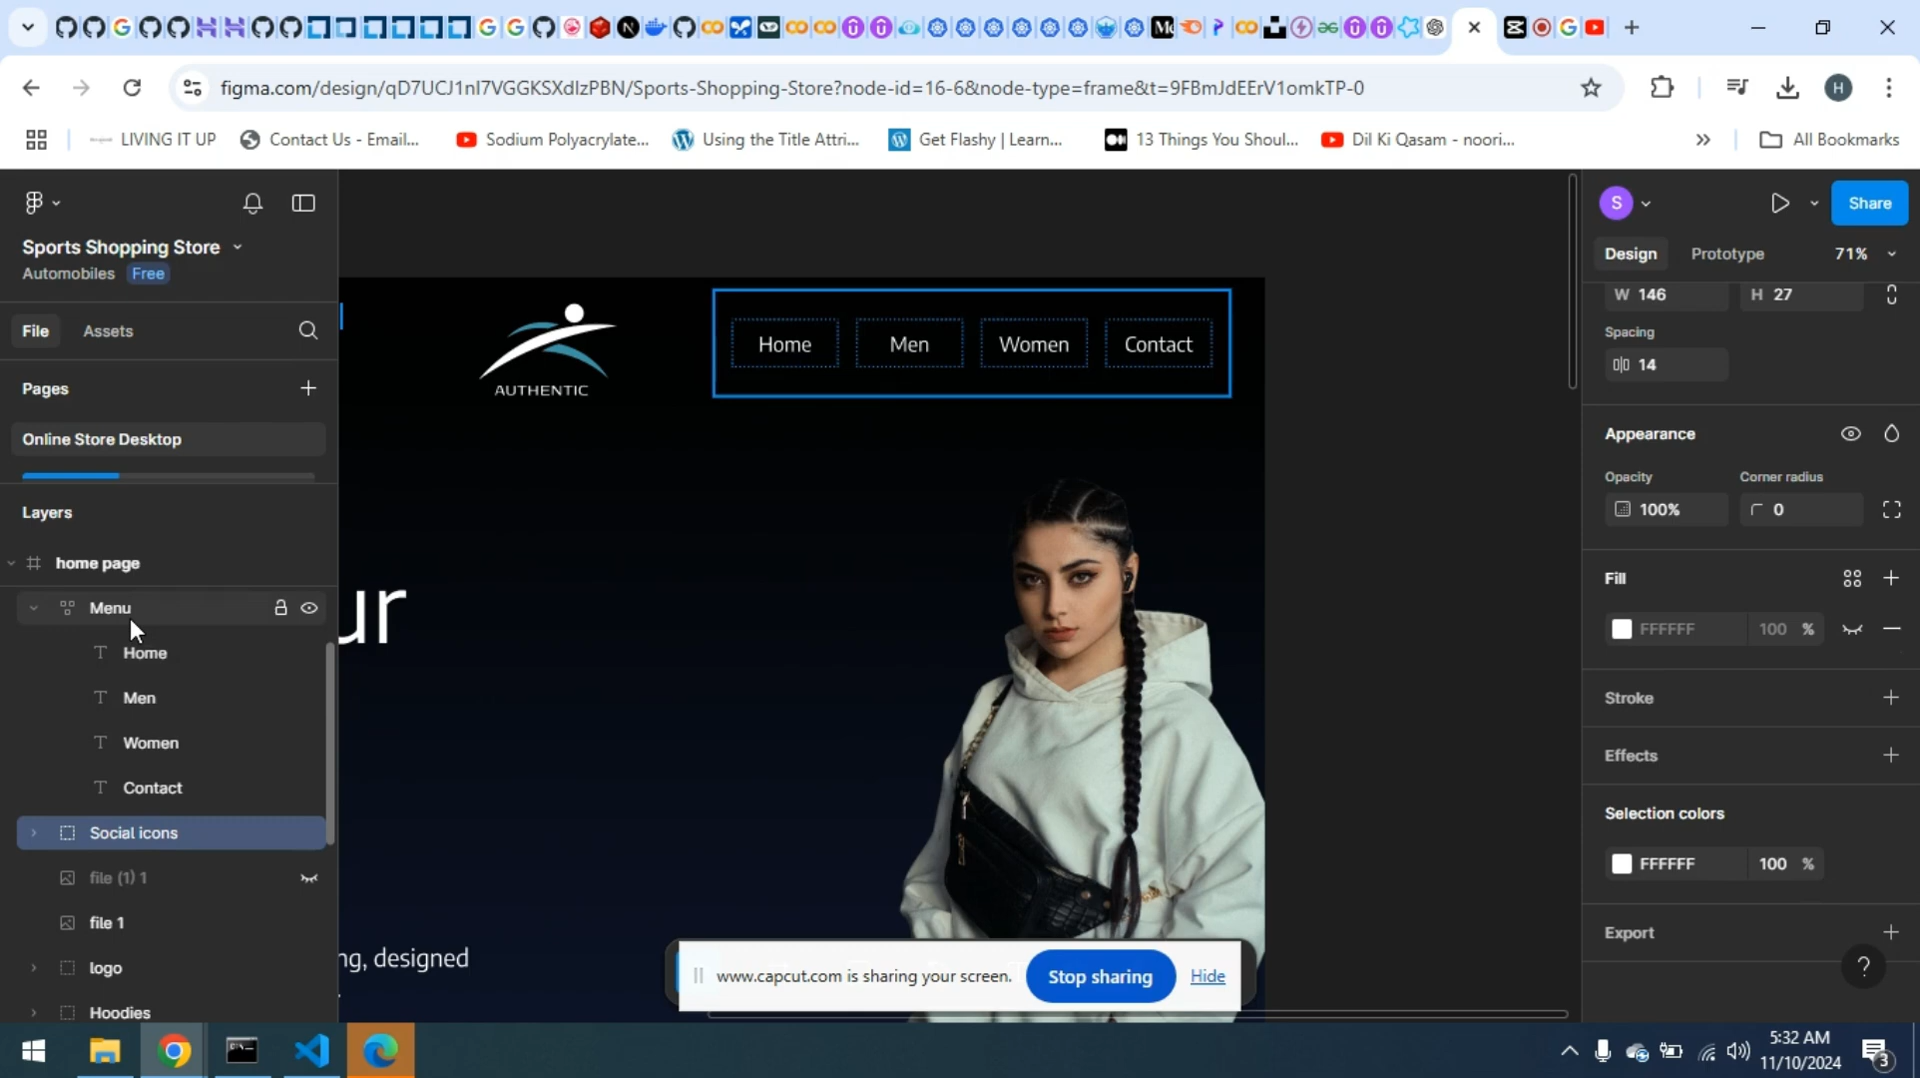 figma.com/design/qD7UCJ1nI7VGGKSXdIzPBN/Sports-Shopping-Store?node-id=16-6&node-type=frame&t=9FBmJdEErV1omkTP-0
H
LIVING IT UP
Contact Us - Email...
Sodium Polyacrylate...
Using the Title Attri...
Get Flashy | Learn...
13 Things You Shoul...
Dil Ki Qasam - noori...
All Bookmarks
Sports Shopping Store
Automobiles Free
File
Assets
Pages
Online Store Desktop
Layers
home page
Menu
Home
Men
Women
Contact
Social icons
file (1) 1
file 1
logo
Hoodies
AUTHENTIC
Home
Men
Women
Contact
ur
ng, designed
www.capcut.com is sharing your screen.
Stop sharing
Hide
S
Share
Design
Prototype
71%
W 146
H 27
Spacing
14
Appearance
Opacity
Corner radius
100%
0
Fill
FFFFFF 100 %
Stroke
Effects
Selection colors
FFFFFF 100 %
Export
?
5:32 AM
11/10/2024
3